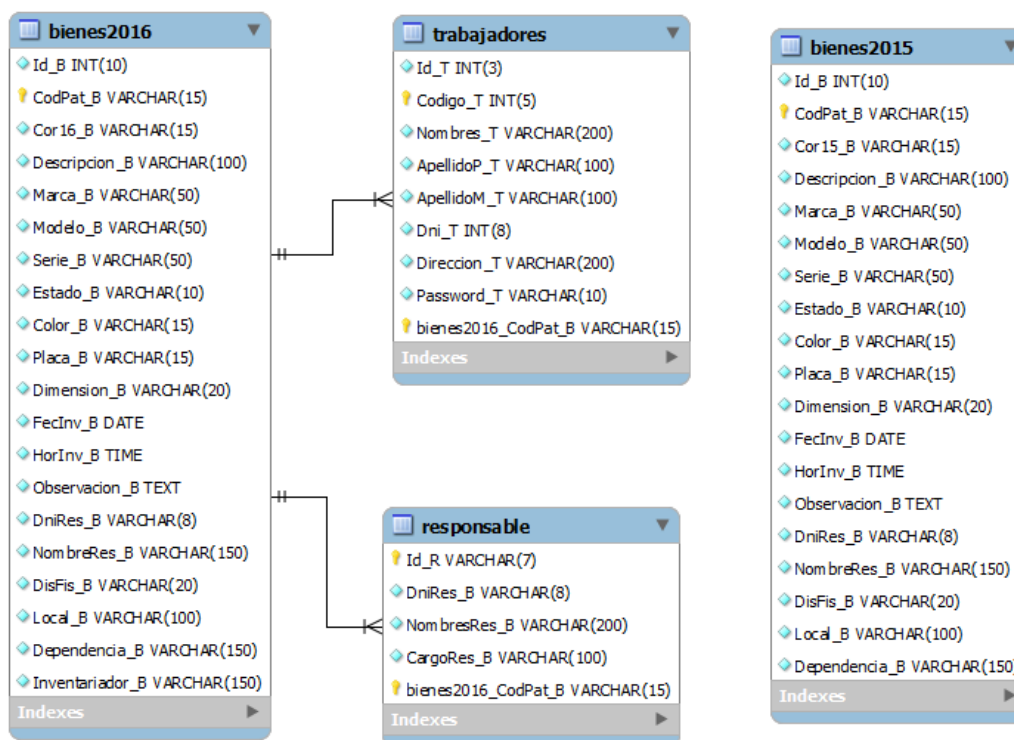 bienes2016
Id_B INT(10)
CodPat_B VARCHAR(15)
Cor16_B VARCHAR(15)
Descripcion_B VARCHAR(100)
Marca_B VARCHAR(50)
Modelo_B VARCHAR(50)
Serie_B VARCHAR(50)
Estado_B VARCHAR(10)
Color_B VARCHAR(15)
Placa_B VARCHAR(15)
Dimension_B VARCHAR(20)
FecInv_B DATE
HorInv_B TIME
Observacion_B TEXT
DniRes_B VARCHAR(8)
NombreRes_B VARCHAR(150)
DisFis_B VARCHAR(20)
Local_B VARCHAR(100)
Dependencia_B VARCHAR(150)
Inventariador_B VARCHAR(150)
Indexes
trabajadores
Id_T INT(3)
Codigo_T INT(5)
Nombres_T VARCHAR(200)
ApellidoP_T VARCHAR(100)
ApellidoM_T VARCHAR(100)
Dni_T INT(8)
Direccion_T VARCHAR(200)
Password_T VARCHAR(10)
bienes2016_CodPat_B VARCHAR(15)
Indexes
responsable
Id_R VARCHAR(7)
DniRes_B VARCHAR(8)
NombresRes_B VARCHAR(200)
CargoRes_B VARCHAR(100)
bienes2016_CodPat_B VARCHAR(15)
Indexes
bienes2015
Id_B INT(10)
CodPat_B VARCHAR(15)
Cor15_B VARCHAR(15)
Descripcion_B VARCHAR(100)
Marca_B VARCHAR(50)
Modelo_B VARCHAR(50)
Serie_B VARCHAR(50)
Estado_B VARCHAR(10)
Color_B VARCHAR(15)
Placa_B VARCHAR(15)
Dimension_B VARCHAR(20)
FecInv_B DATE
HorInv_B TIME
Observacion_B TEXT
DniRes_B VARCHAR(8)
NombreRes_B VARCHAR(150)
DisFis_B VARCHAR(20)
Local_B VARCHAR(100)
Dependencia_B VARCHAR(150)
Indexes